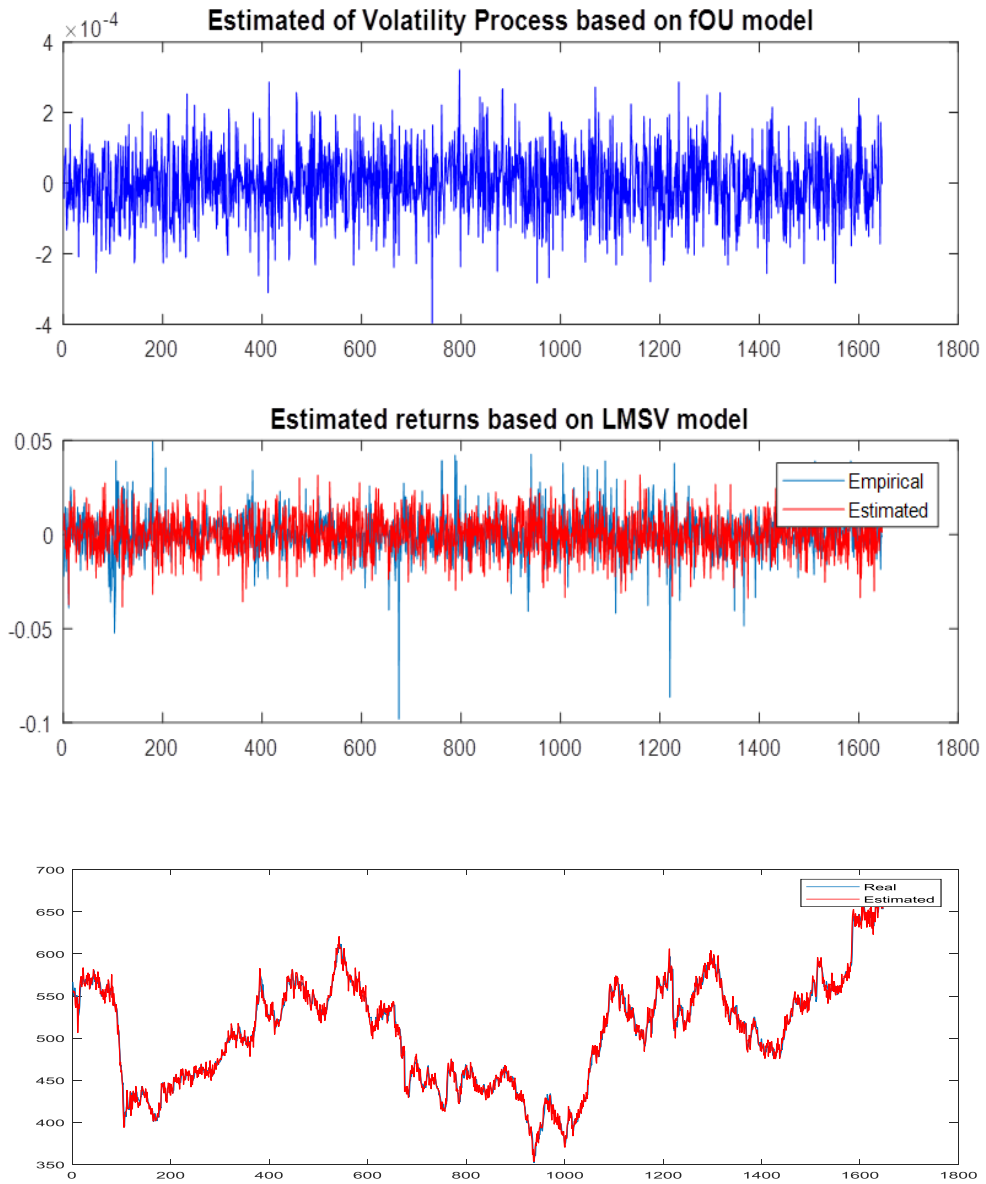 Estimated of Volatility Process based on fOU model
×10⁻⁴
4
2
0
-2
-4
0 200 400 600 800 1000 1200 1400 1600 1800
Estimated returns based on LMSV model
0.05
Empirical
Estimated
0
-0.05
-0.1
0 200 400 600 800 1000 1200 1400 1600 1800
700
Real
Estimated
650
600
550
500
450
400
350
0 200 400 600 800 1000 1200 1400 1600 1800